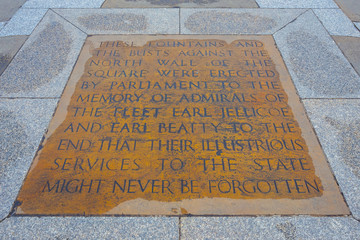 THESE FOUNTAINS AND
THE BUSTS AGAINST THE
NORTH WALL OF THE
SQUARE WERE ERECTED
BY PARLIAMENT TO THE
MEMORY OF ADMIRALS OF
THE FLEET EARL JELLICOE
AND EARL BEATTY TO THE
END THAT THEIR ILLUSTRIOUS
SERVICES TO THE STATE
MIGHT NEVER BE FORGOTTEN